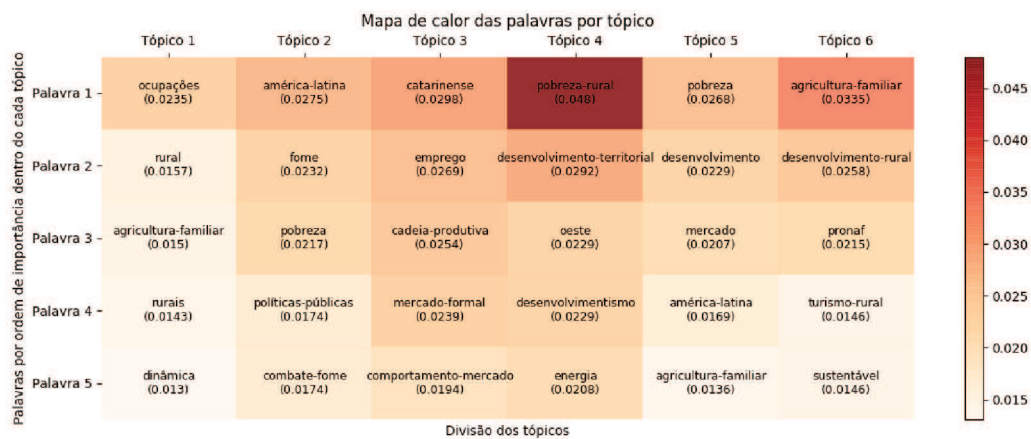 Mapa de calor das palavras por tópico
Tópico 1 Tópico 2 Tópico 3 Tópico 4 Tópico 5 Tópico 6
Palavras por ordem de importância dentro do cada tópico
Palavra 1 ocupações américa-latina catarinense pobreza-rural pobreza agricultura-familiar
(0.0235) (0.0275) (0.0298) (0.048) (0.0268) (0.0335)
Palavra 2 rural fome emprego desenvolvimento-territorial desenvolvimento desenvolvimento-rural
(0.0157) (0.0232) (0.0269) (0.0292) (0.0229) (0.0258)
Palavra 3 agricultura-familiar pobreza cadeia-produtiva oeste mercado pronaf
(0.015) (0.0217) (0.0254) (0.0229) (0.0207) (0.0215)
Palavra 4 rurais políticas-públicas mercado-formal desenvolvimentismo américa-latina turismo-rural
(0.0143) (0.0174) (0.0239) (0.0229) (0.0169) (0.0146)
Palavra 5 dinâmica combate-fome comportamento-mercado energia agricultura-familiar sustentável
(0.013) (0.0174) (0.0194) (0.0208) (0.0136) (0.0146)
Divisão dos tópicos
0.045
0.040
0.035
0.030
0.025
0.020
0.015